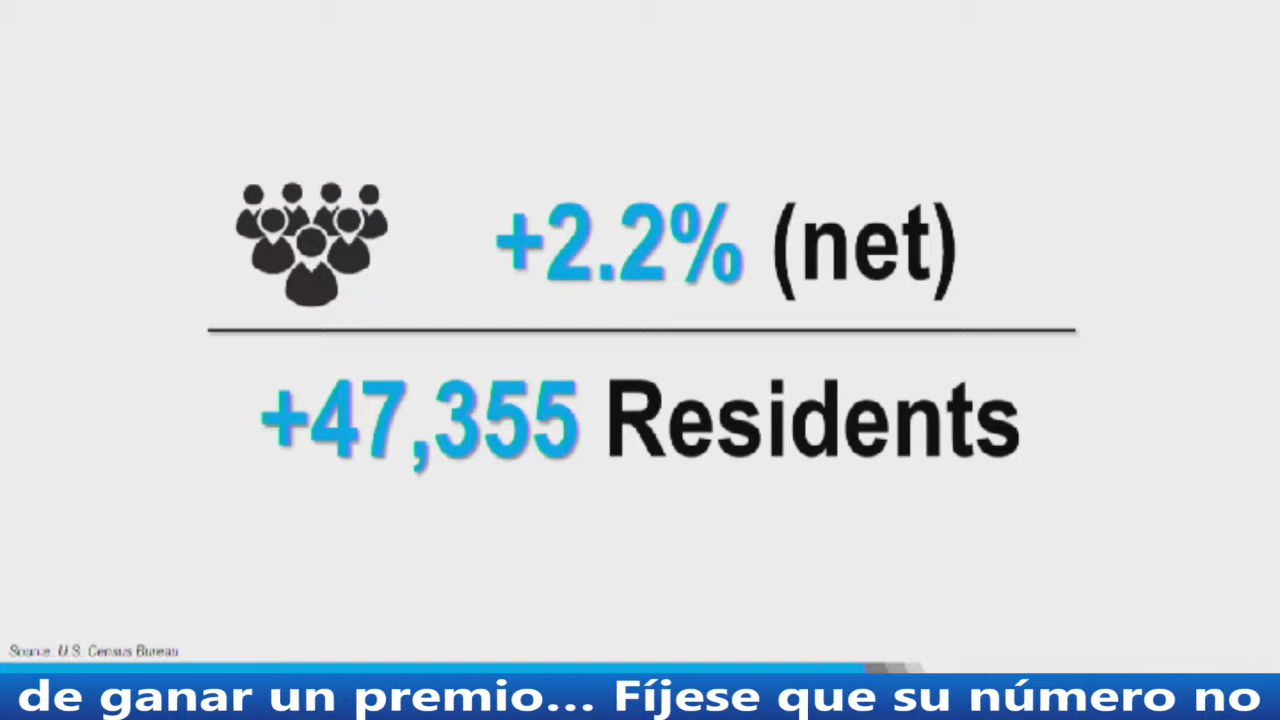 +2.2% (net)
+47,355 Residents
Source: U.S. Census Bureau
de ganar un premio... Fíjese que su número no